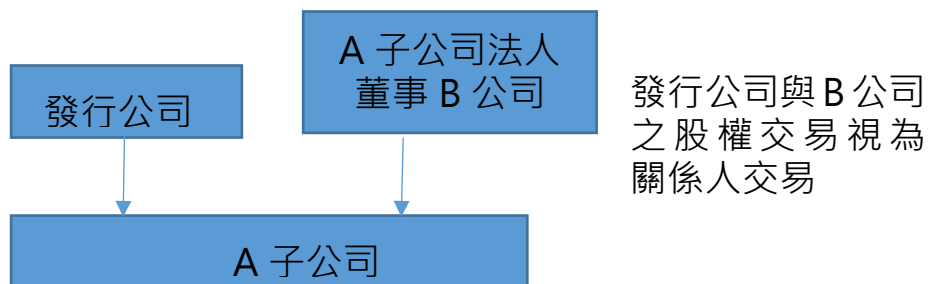 發行公司
A 子公司法人
董事 B 公司
發行公司與 B 公司
之股權交易視為
關係人交易
A 子公司